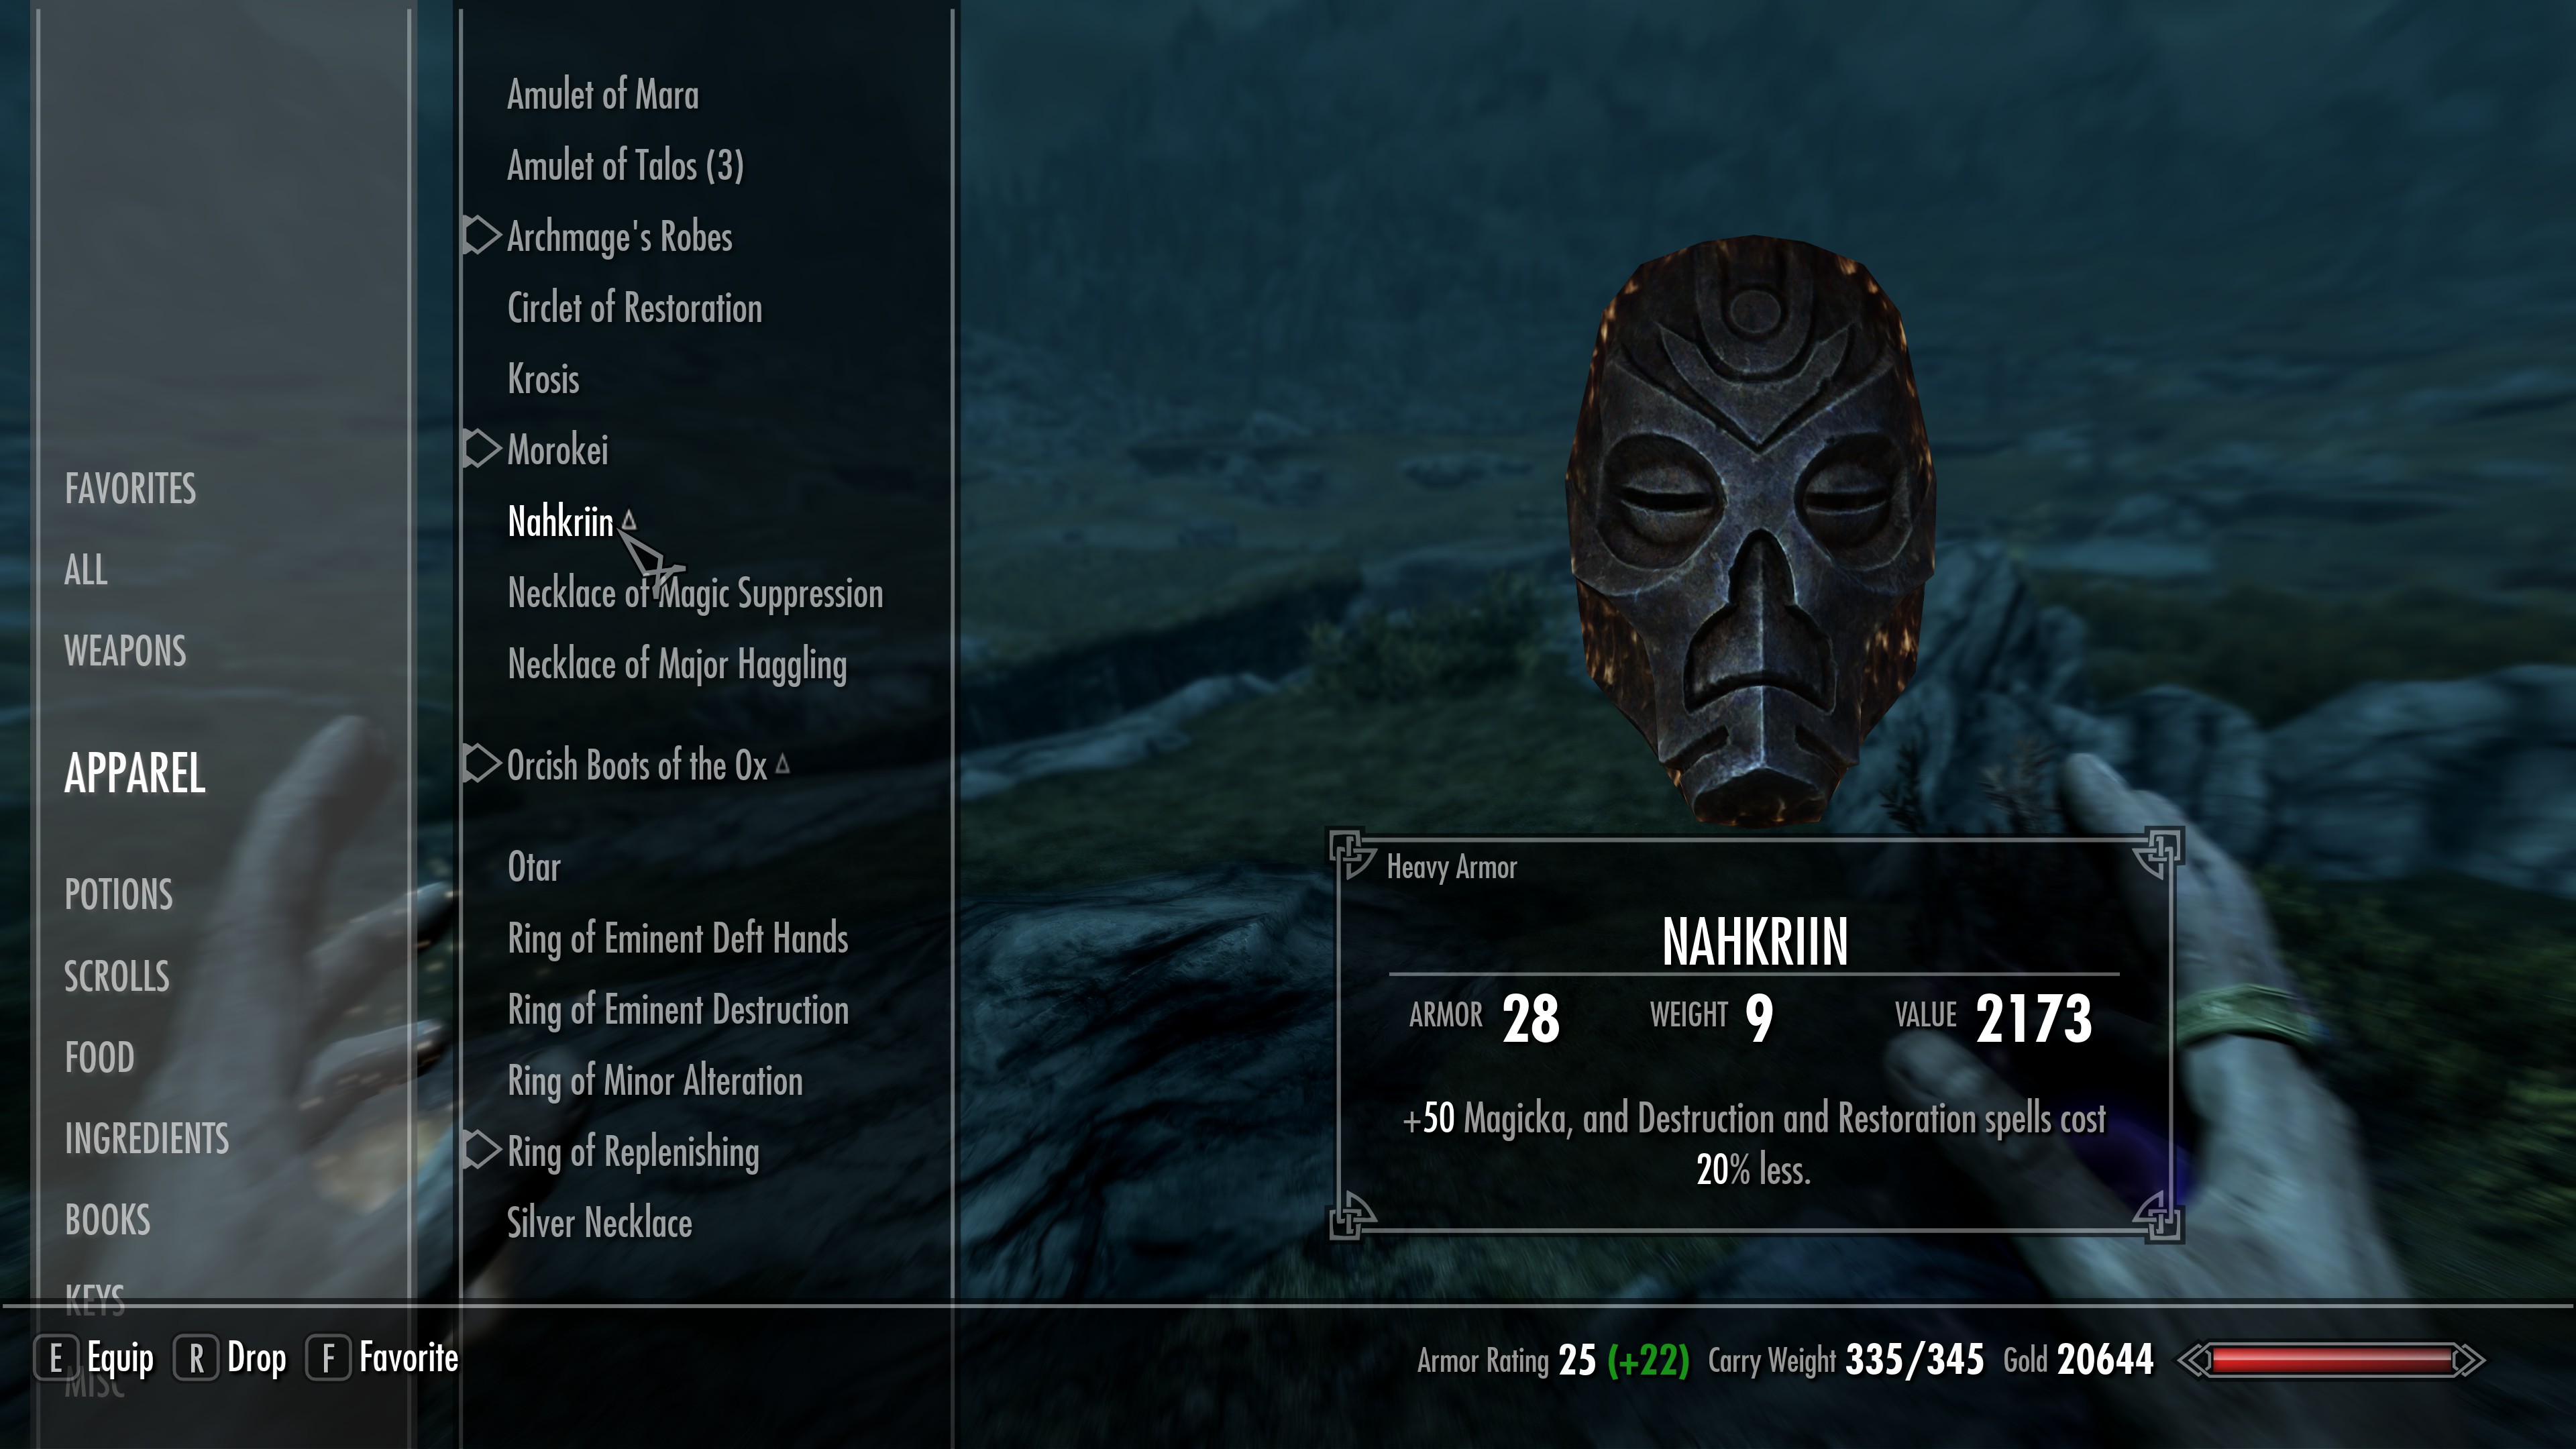 FAVORITES
ALL
WEAPONS
APPAREL
POTIONS
SCROLLS
FOOD
INGREDIENTS
BOOKS
KEYS
MISC
Amulet of Mara
Amulet of Talos (3)
Archmage's Robes
Circlet of Restoration
Krosis
Morokei
Nahkriin
Necklace of Magic Suppression
Necklace of Major Haggling
Orcish Boots of the Ox
Otar
Ring of Eminent Deft Hands
Ring of Eminent Destruction
Ring of Minor Alteration
Ring of Replenishing
Silver Necklace
Heavy Armor
NAHKRIIN
ARMOR 28 WEIGHT 9 VALUE 2173
+50 Magicka, and Destruction and Restoration spells cost
20% less.
E Equip R Drop F Favorite
Armor Rating 25 (+22) Carry Weight 335/345 Gold 20644